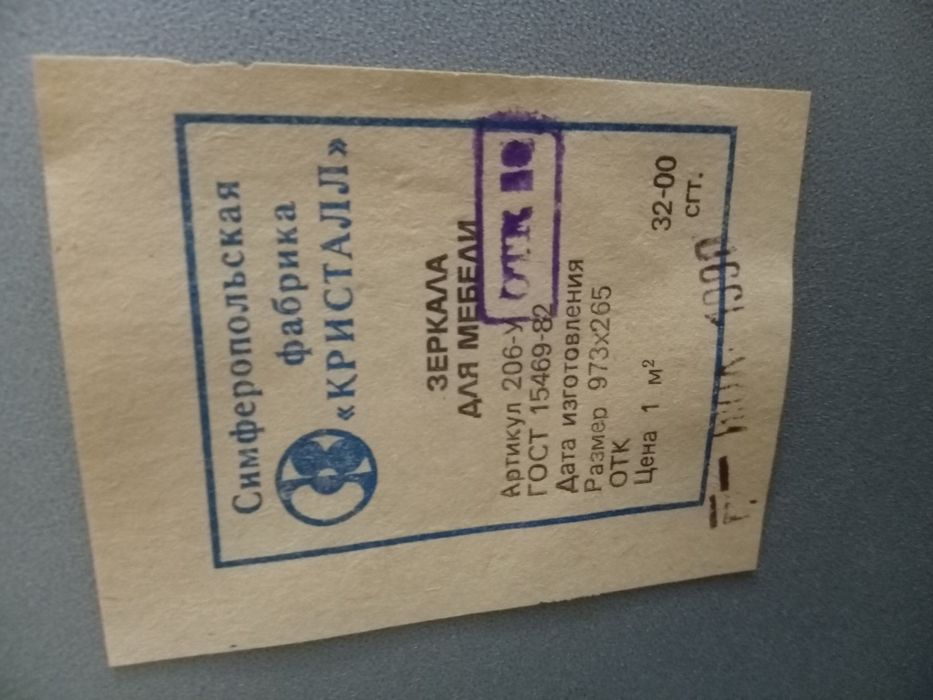 Симферопольская
фабрика
«КРИСТАЛЛ»
ЗЕРКАЛА
ДЛЯ МЕБЕЛИ
Артикул 206-У
ГОСТ 15469-82
ОТК
Дата изготовления
Размер 973х265
ОТК
Цена 1 м² 32-00
сгт.
1990